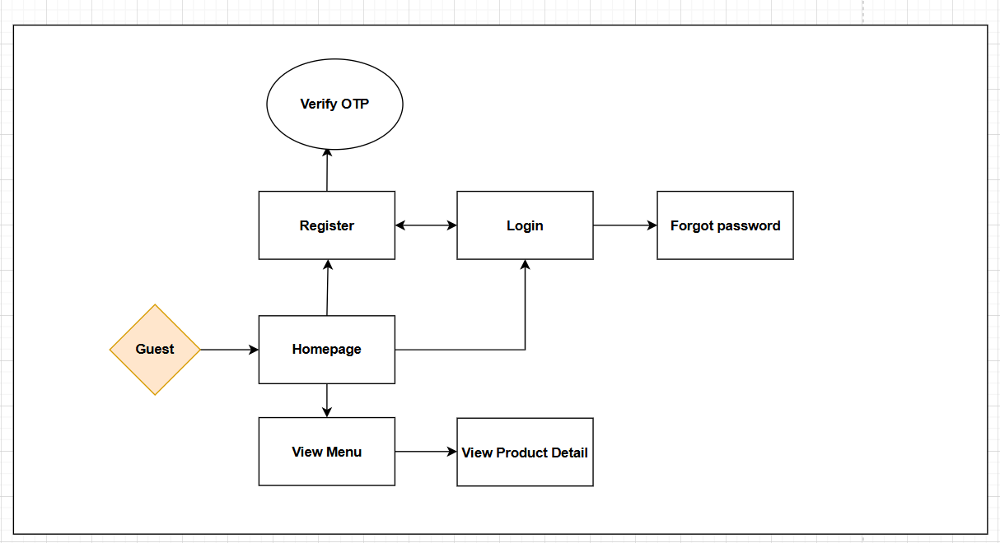 Verify OTP
Register
Login
Forgot password
Guest
Homepage
View Menu
View Product Detail